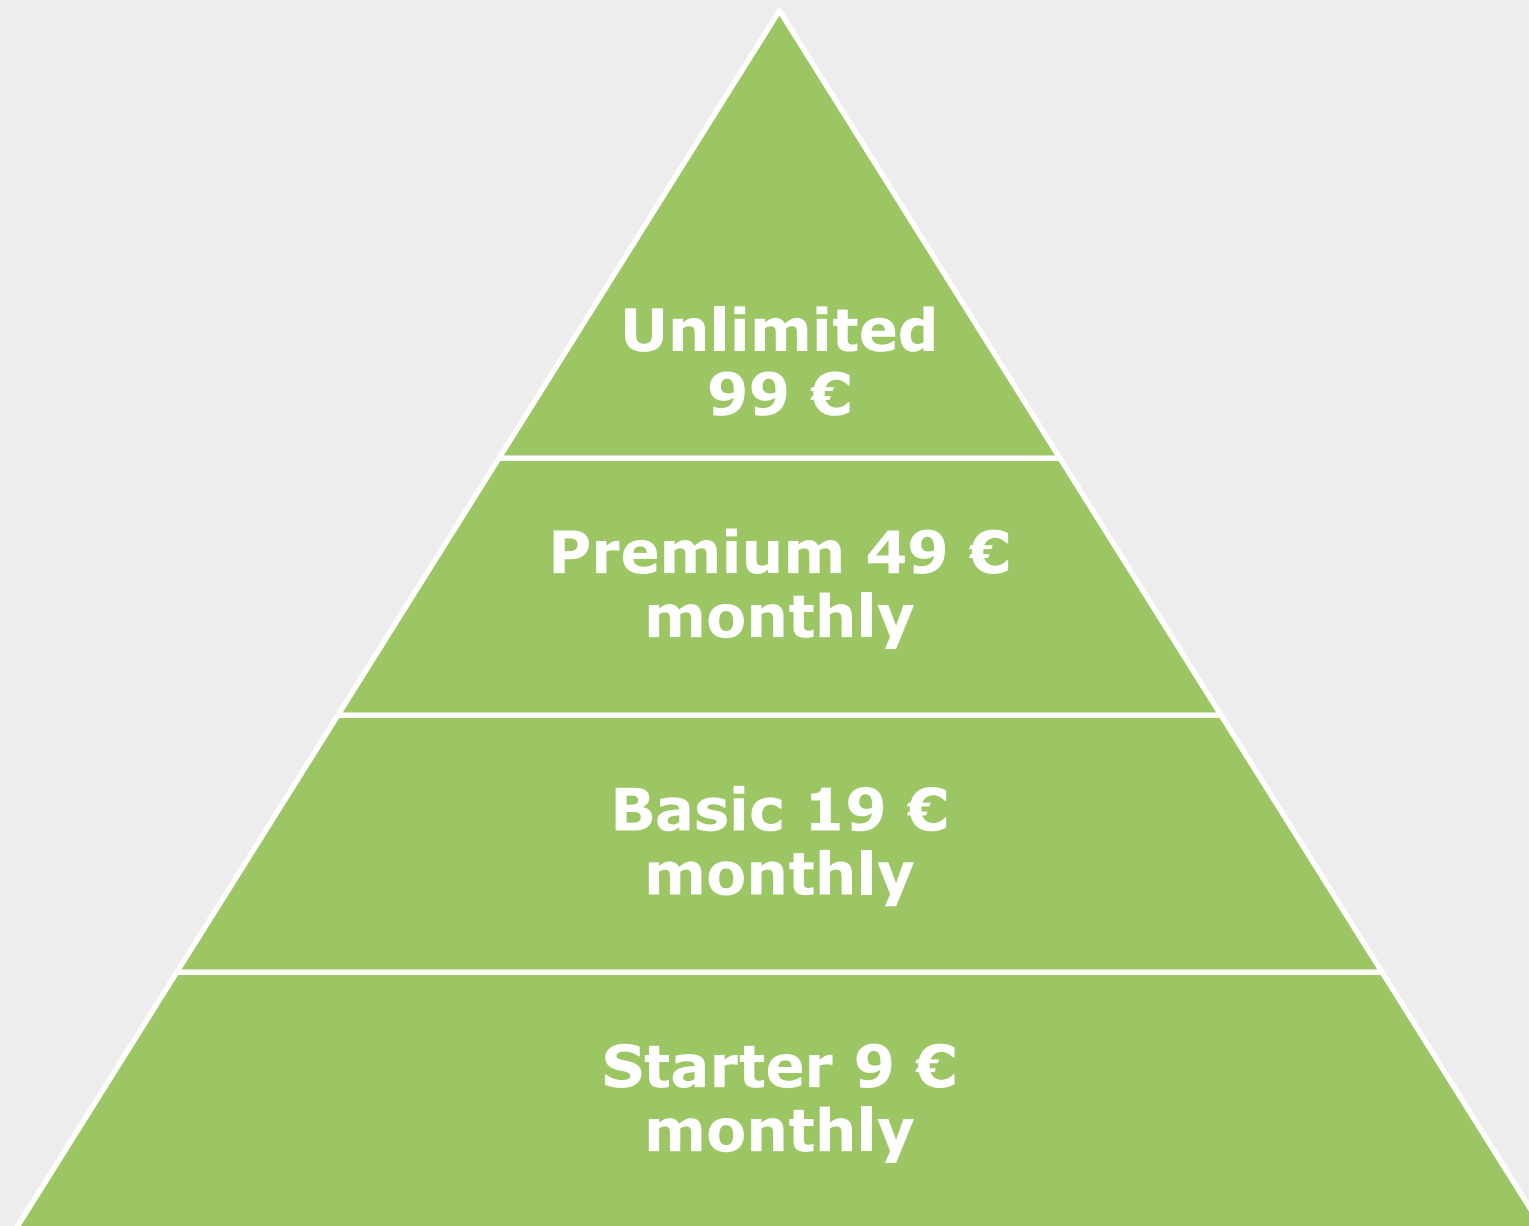 Unlimited
99 €
Premium 49 €
monthly
Basic 19 €
monthly
Starter 9 €
monthly